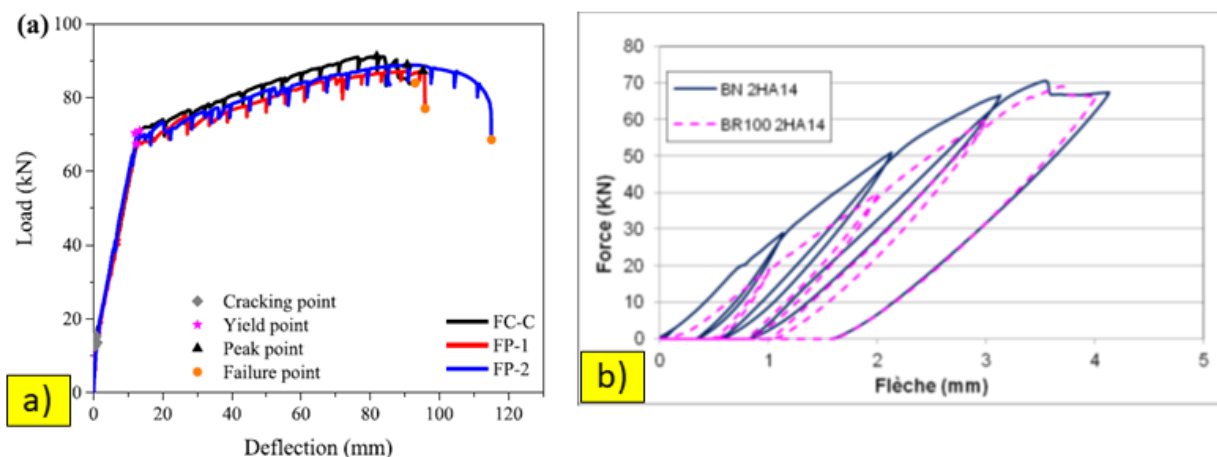 (a)
100
80
60
40
20
0
Load (kN)
0 20 40 60 80 100 120
Deflection (mm)
Cracking point
Yield point
Peak point
Failure point
FC-C
FP-1
FP-2
a)
80
70
60
50
40
30
20
10
0
Force (KN)
BN 2HA14
BR100 2HA14
0 1 2 3 4 5
Flèche (mm)
b)